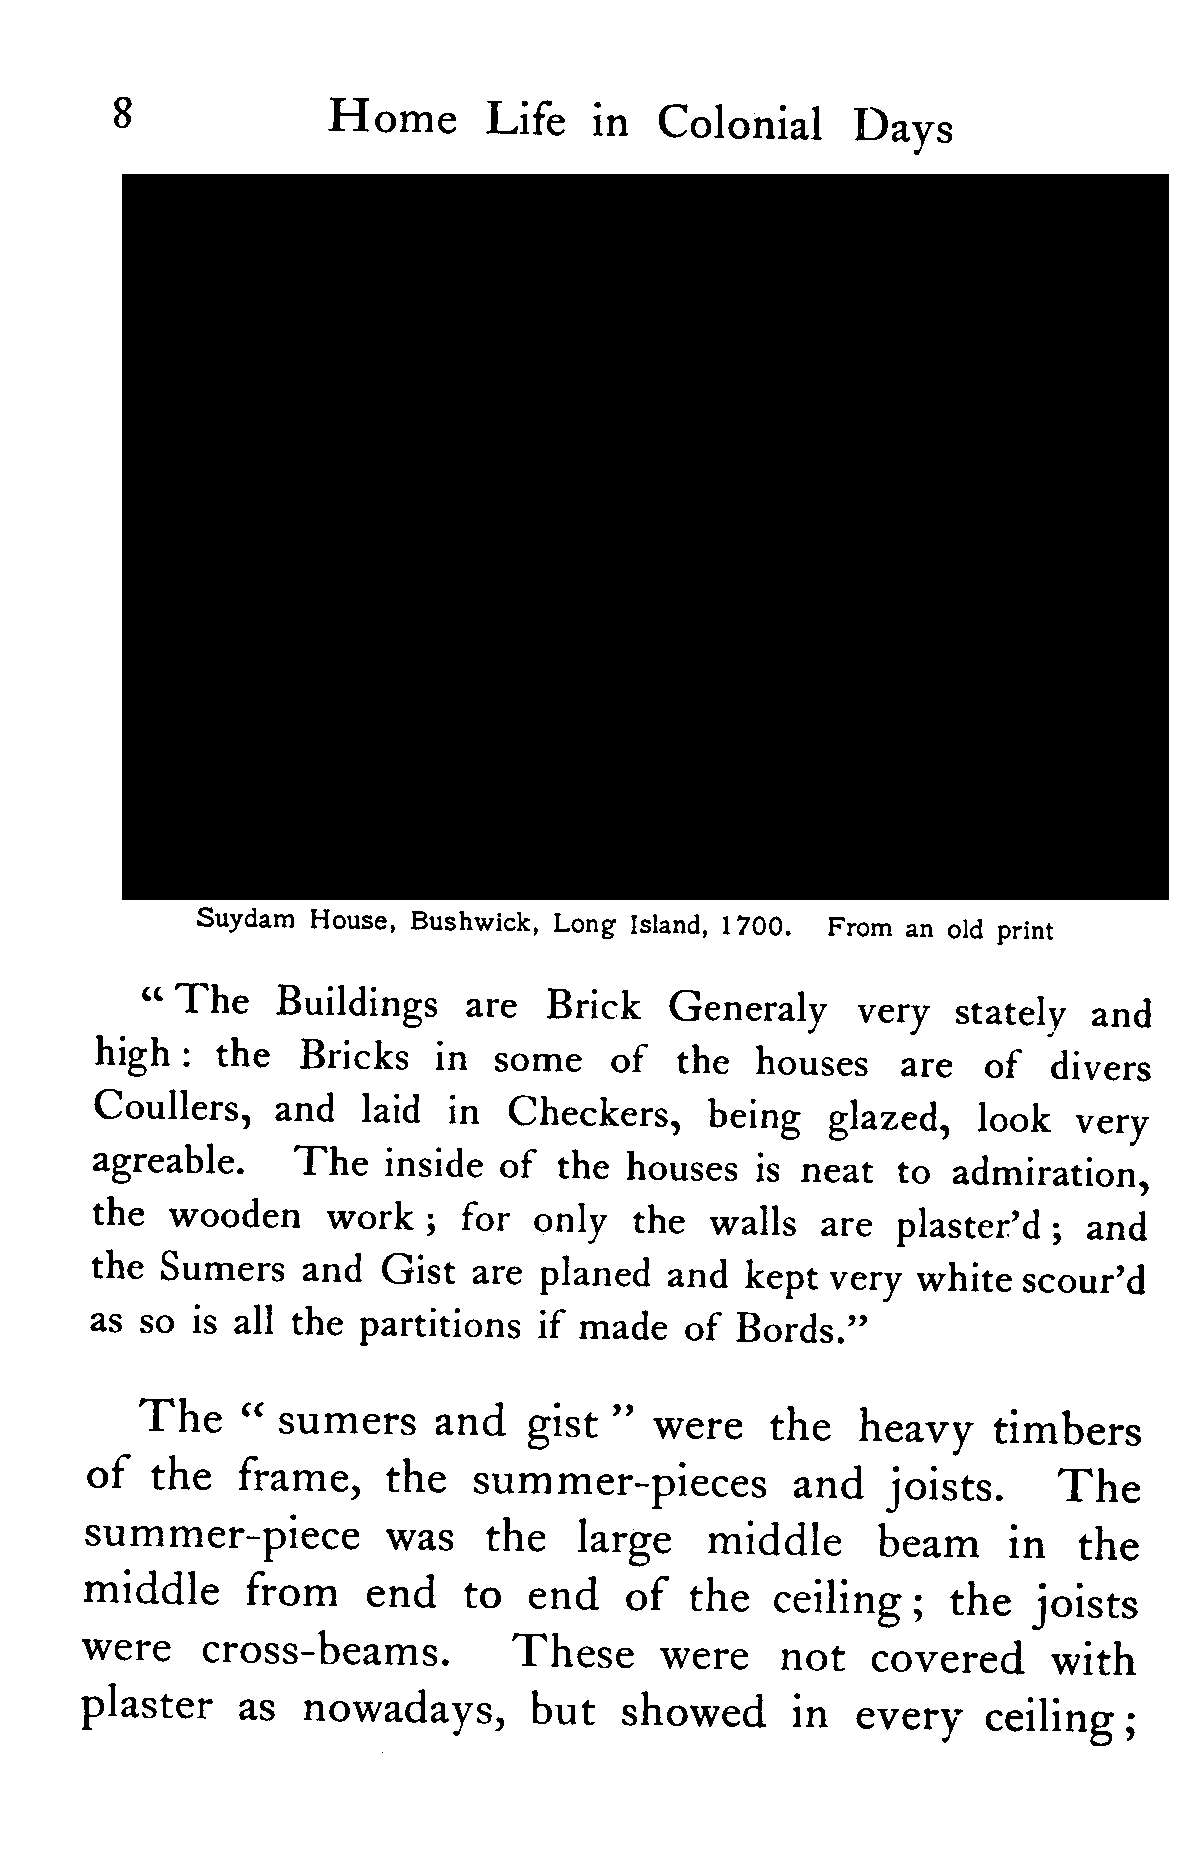 8 Home Life in Colonial Days
Suydam House, Bushwick, Long Island, 1700. From an old print
“ The Buildings are Brick Generaly very stately and
high : the Bricks in some of the houses are of divers
Coullers, and laid in Checkers, being glazed, look very
agreable. The inside of the houses is neat to admiration,
the wooden work ; for only the walls are plaster’d ; and
the Sumers and Gist are planed and kept very white scour’d
as so is all the partitions if made of Bords.”
The “ sumers and gist ” were the heavy timbers
of the frame, the summer-pieces and joists. The
summer-piece was the large middle beam in the
middle from end to end of the ceiling ; the joists
were cross-beams. These were not covered with
plaster as nowadays, but showed in every ceiling ;